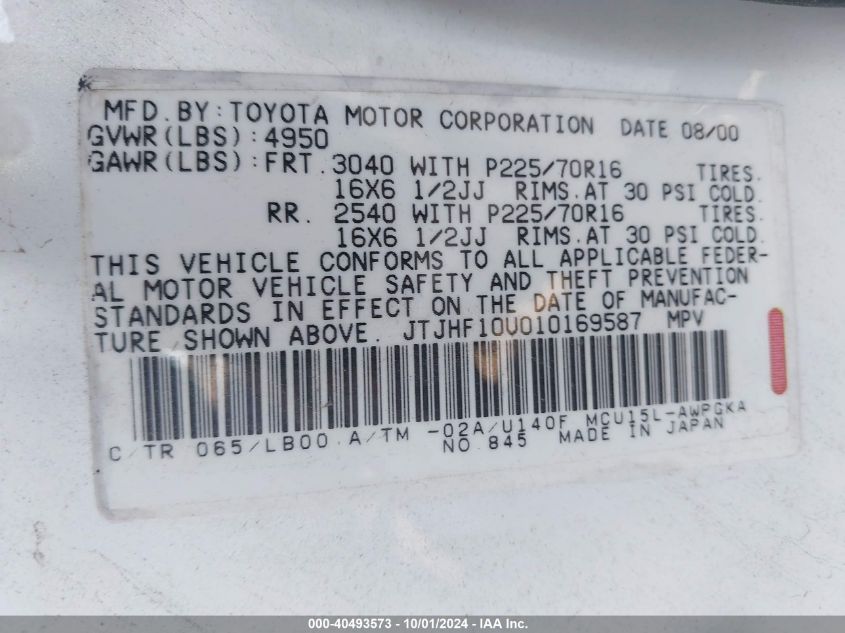 MFD.BY:TOYOTA MOTOR CORPORATION DATE 08/00
GVWR(LBS):4950
GAWR(LBS):FRT.3040 WITH P225/70R16 TIRES.
16X6 1/2JJ RIMS.AT 30 PSI COLD.
RR. 2540 WITH P225/70R16 TIRES.
16X6 1/2JJ RIMS.AT 30 PSI COLD.
THIS VEHICLE CONFORMS TO ALL APPLICABLE FEDER-
AL MOTOR VEHICLE SAFETY AND THEFT PREVENTION
STANDARDS IN EFFECT ON THE DATE OF MANUFAC-
TURE SHOWN ABOVE. JTJHF10U010169587 MPV
C/TR 065/LB00 A/TM -02A/U140F MCU15L-AWPGKA
NO.845 MADE IN JAPAN
000-40493573 - 10/01/2024 - IAA Inc.